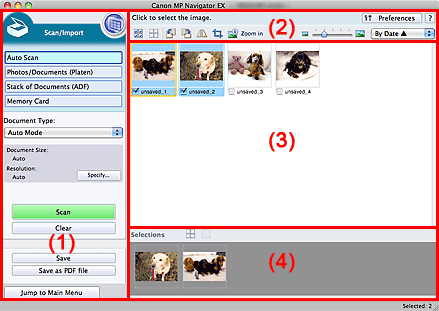 Canon MP Navigator EX
Scan/Import
Click to select the image.
Preferences
?
(2)
Zoom in
By Date ▲
Auto Scan
Photos/Documents (Platen)
Stack of Documents (ADF)
Memory Card
Document Type:
Auto Mode
Document Size:
Auto
Resolution:
Auto
Specify...
Scan
Clear
(1)
Save
Save as PDF file
Jump to Main Menu
unsaved_1
unsaved_2
unsaved_3
unsaved_4
(3)
Selections
(4)
Selected: 2